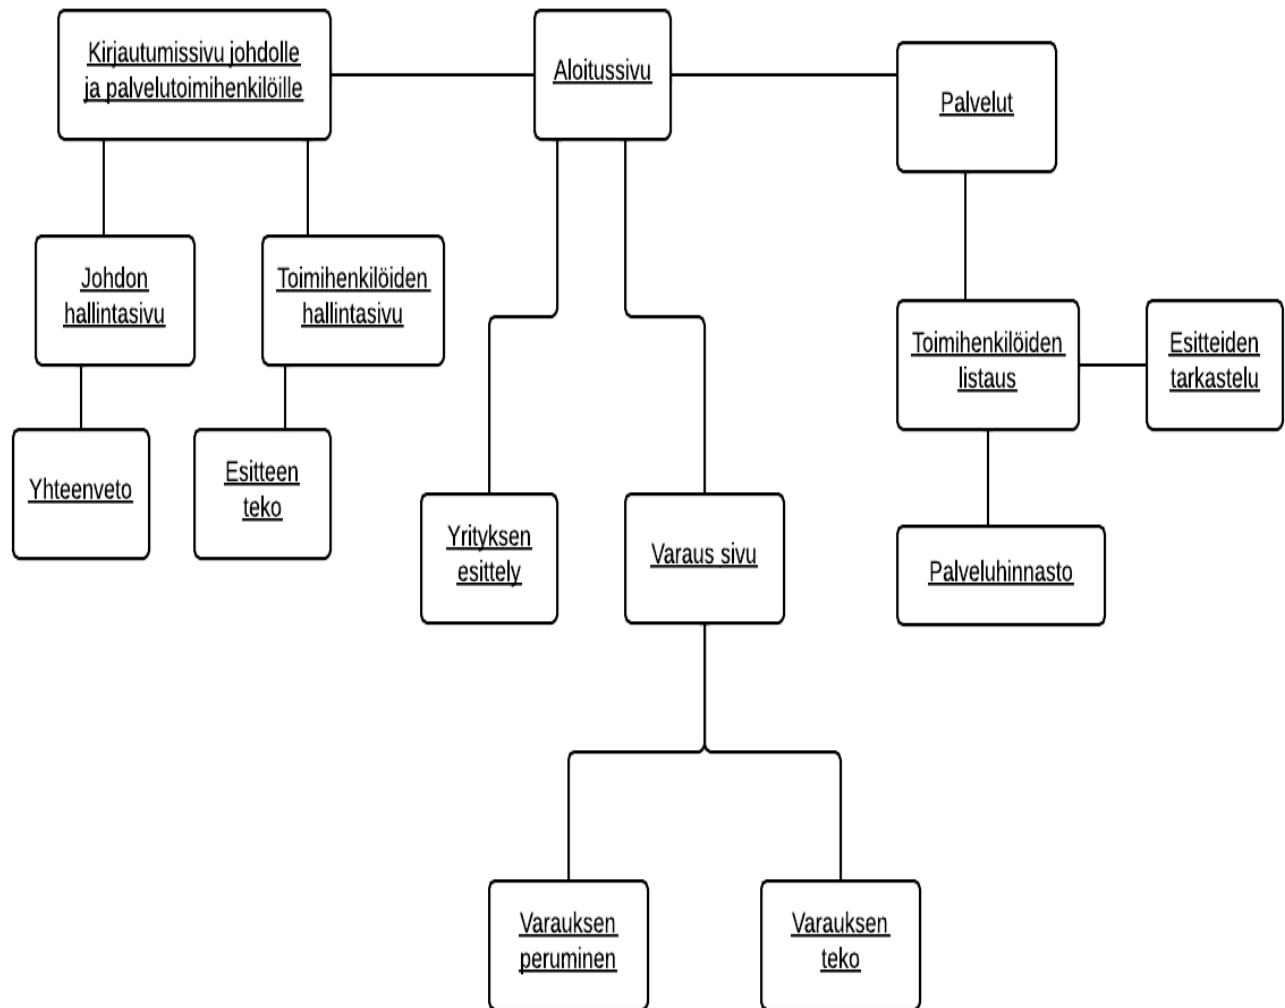 Kirjautumissivu johdolle
ja palvelutoimihenkilöille
Aloitussivu
Palvelut
Johdon
hallintasivu
Toimihenkilöiden
hallintasivu
Toimihenkilöiden
listaus
Esitteiden
tarkastelu
Yhteenveto
Esitteen
teko
Yrityksen
esittely
Varaus sivu
Palveluhinnasto
Varauksen
peruminen
Varauksen
teko